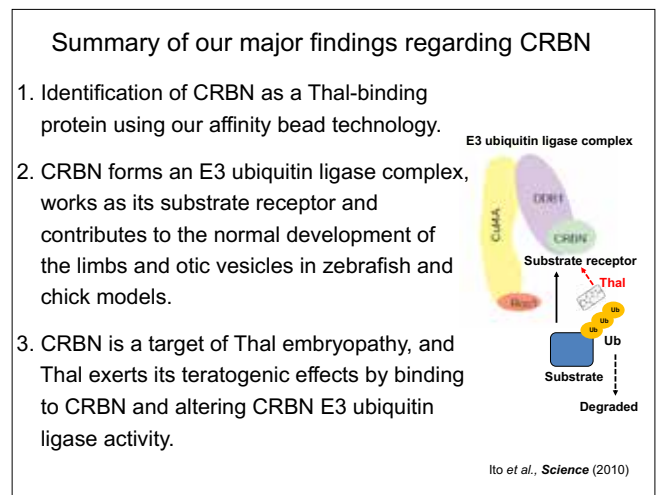 Summary of our major findings regarding CRBN
1. Identification of CRBN as a Thal-binding
protein using our affinity bead technology.
2. CRBN forms an E3 ubiquitin ligase complex,
works as its substrate receptor and
contributes to the normal development of
the limbs and otic vesicles in zebrafish and
chick models.
3. CRBN is a target of Thal embryopathy, and
Thal exerts its teratogenic effects by binding
to CRBN and altering CRBN E3 ubiquitin
ligase activity.
E3 ubiquitin ligase complex
DDB1
Cul4A
CRBN
Substrate receptor
Thal
Roc1
Ub
Ub
Ub
Ub
Substrate
Degraded
Ito et al., Science (2010)